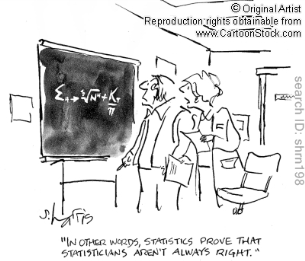 © Original Artist
Reproduction rights obtainable from
www.CartoonStock.com
search ID: shm198
"IN OTHER WORDS, STATISTICS PROVE THAT
STATISTICIANS AREN'T ALWAYS RIGHT."